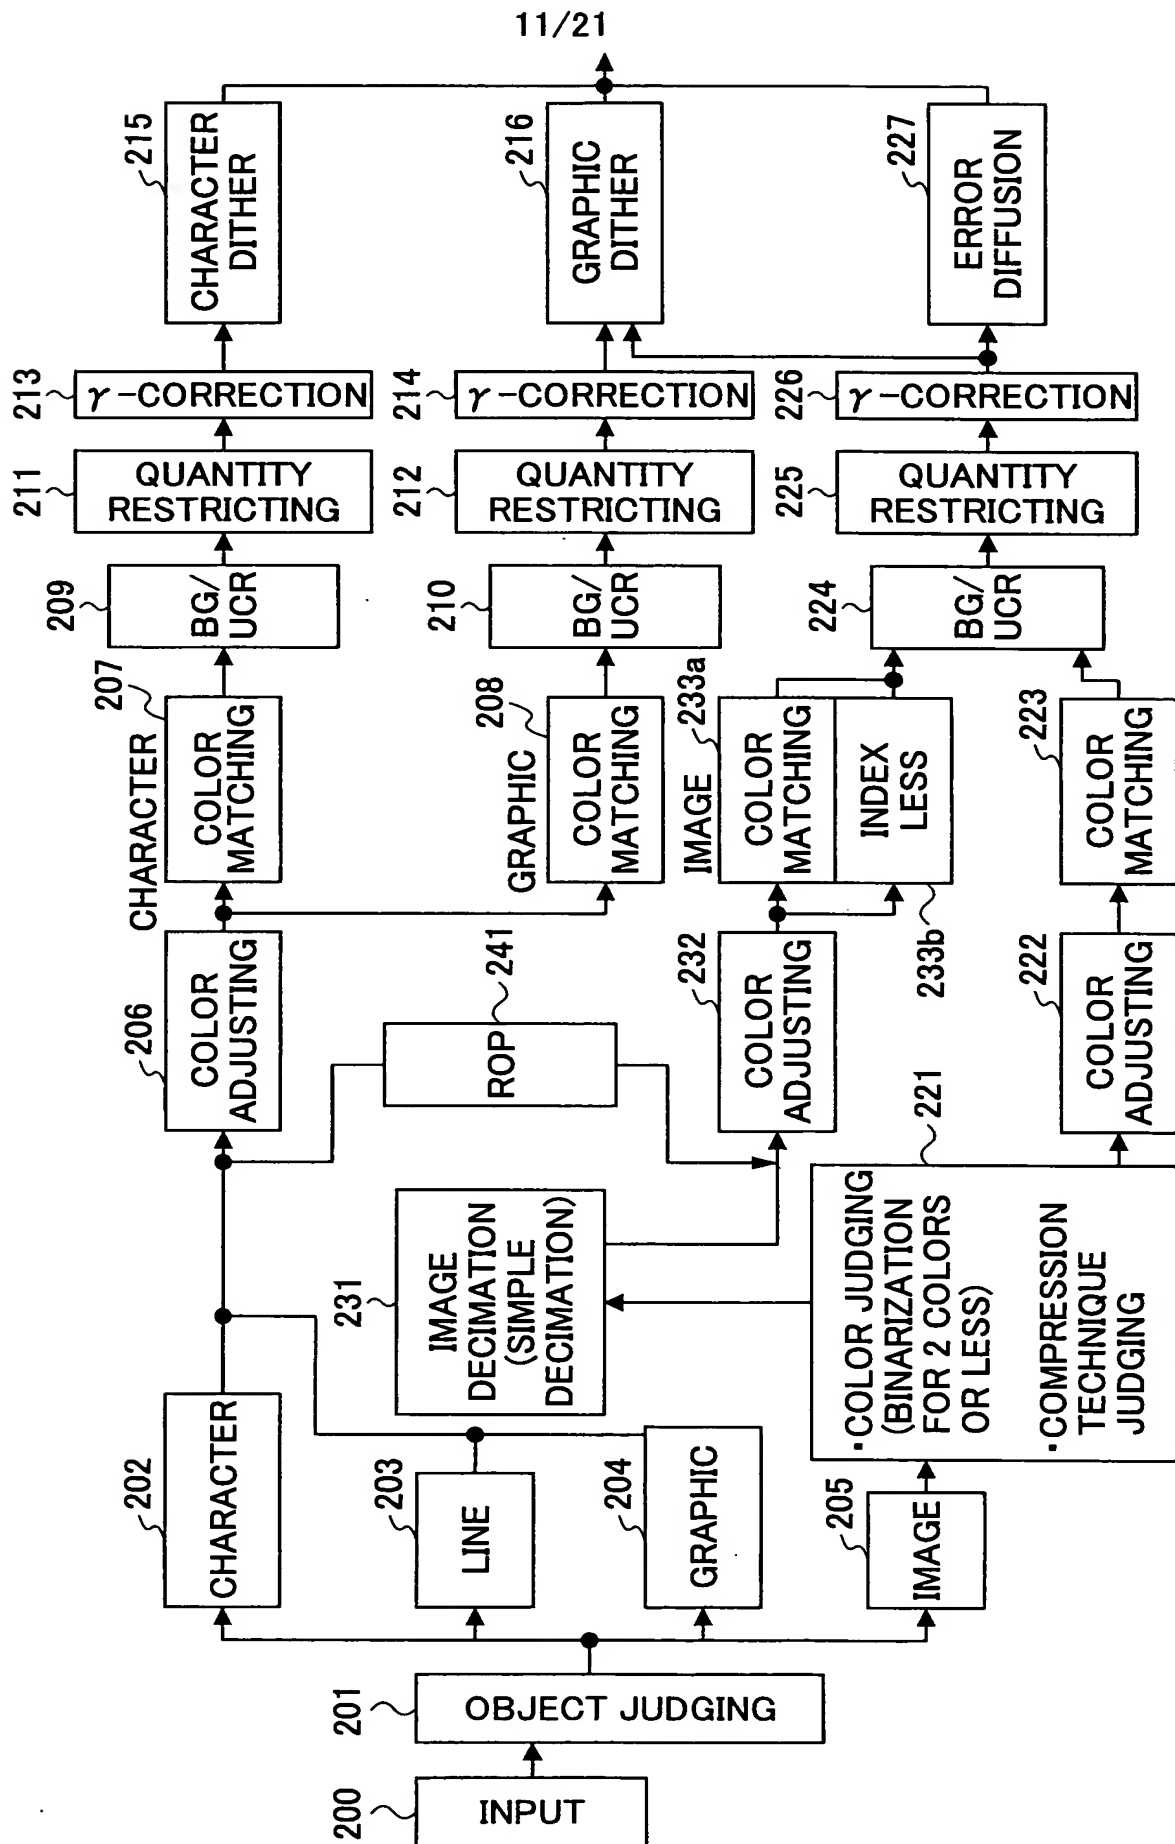 200
INPUT
201
OBJECT JUDGING
202
CHARACTER
203
LINE
204
GRAPHIC
205
IMAGE
231
IMAGE
DECIMATION
(SIMPLE
DECIMATION)
221
·COLOR JUDGING
(BINARIZATION
FOR 2 COLORS
OR LESS)
·COMPRESSION
TECHNIQUE
JUDGING
206
COLOR
ADJUSTING
241
ROP
232
COLOR
ADJUSTING
222
COLOR
ADJUSTING
CHARACTER
207
COLOR
MATCHING
GRAPHIC
208
COLOR
MATCHING
IMAGE
233a
COLOR
MATCHING
INDEX
LESS
233b
223
COLOR
MATCHING
209
BG/
UCR
210
BG/
UCR
224
BG/
UCR
211
QUANTITY
RESTRICTING
212
QUANTITY
RESTRICTING
225
QUANTITY
RESTRICTING
213
γ-CORRECTION
214
γ-CORRECTION
226
γ-CORRECTION
215
CHARACTER
DITHER
216
GRAPHIC
DITHER
227
ERROR
DIFFUSION
11/21